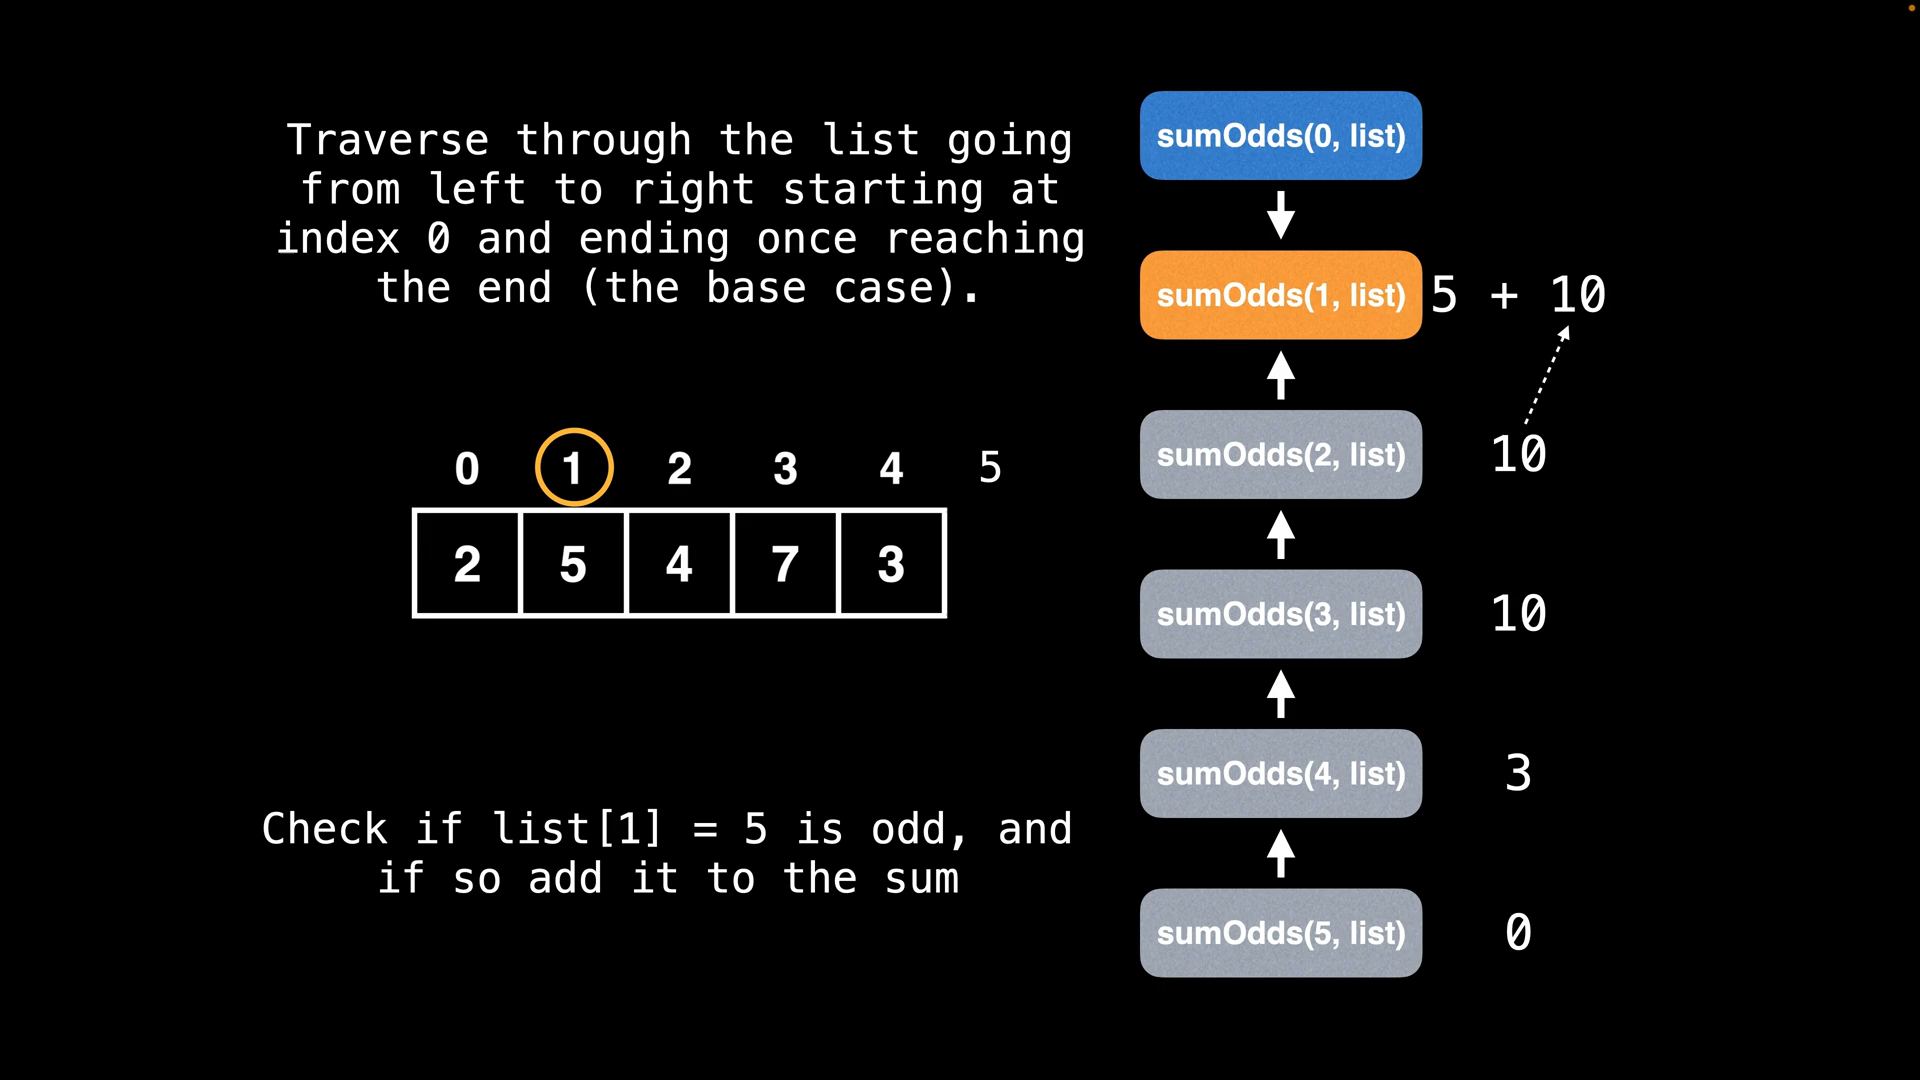 Traverse through the list going
from left to right starting at
index 0 and ending once reaching
the end (the base case).
0 1 2 3 4 5
2 5 4 7 3
Check if list[1] = 5 is odd, and
if so add it to the sum
sumOdds(0, list)
sumOdds(1, list) 5 + 10
sumOdds(2, list) 10
sumOdds(3, list) 10
sumOdds(4, list) 3
sumOdds(5, list) 0